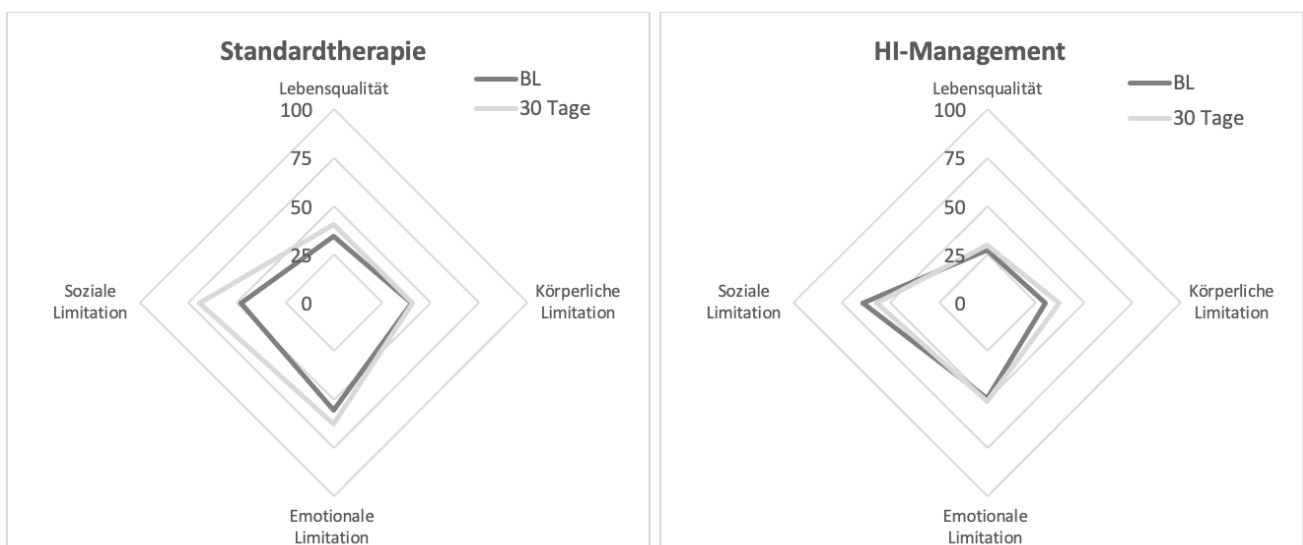 Standardtherapie
BL
30 Tage
Lebensqualität
100
75
50
25
0
Soziale
Limitation
Körperliche
Limitation
Emotionale
Limitation
HI-Management
BL
30 Tage
Lebensqualität
100
75
50
25
0
Soziale
Limitation
Körperliche
Limitation
Emotionale
Limitation